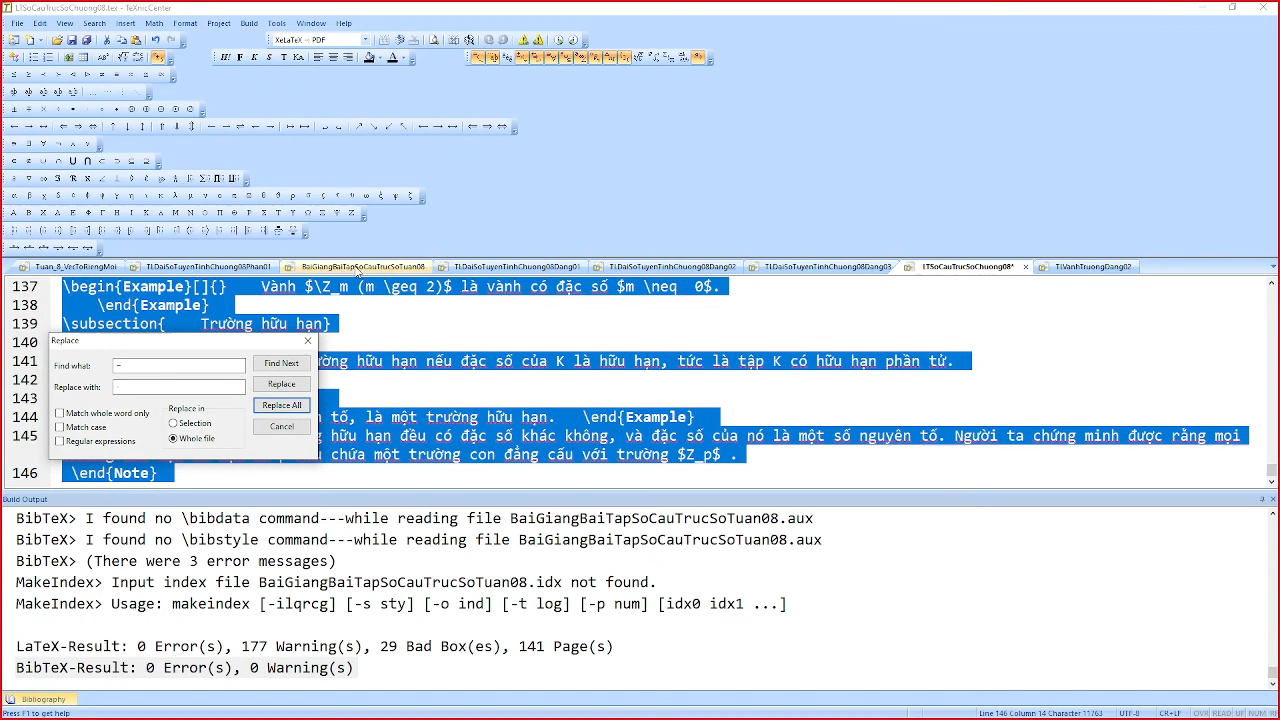 LTSoCauTrucSoChuong08.tex - TeXnicCenter
File Edit View Search Insert Math Format Project Build Tools Window Help
XeLaTeX ⇨ PDF
Tuan_8_VecToRiengMoi TLDaiSoTuyenTinhChuong08Phan01 BaiGiangBaiTapSoCauTrucSoTuan08 TLDaiSoTuyenTinhChuong08Dang01 TLDaiSoTuyenTinhChuong08Dang02 TLDaiSoTuyenTinhChuong08Dang03 LTSoCauTrucSoChuong08* TLVanhTruongDang02
137 \begin{Example}[]{} Vành $\Z_m (m \geq 2)$ là vành có đặc số $m \neq 0$.
138 \end{Example}
139 \subsection{ Trường hữu hạn}
140
141 ường hữu hạn nếu đặc số của K là hữu hạn, tức là tập K có hữu hạn phần tử.
142
143
144 n tố, là một trường hữu hạn. \end{Example}
145 g hữu hạn đều có đặc số khác không, và đặc số của nó là một số nguyên tố. Người ta chứng minh được rằng mọi
chứa một trường con đẳng cấu với trường $Z_p$ .
146 \end{Note}
Replace
Find what: −
Replace with: -
Match whole word only
Match case
Regular expressions
Replace in
Selection
Whole file
Find Next
Replace
Replace All
Cancel
Build Output
BibTeX> I found no \bibdata command---while reading file BaiGiangBaiTapSoCauTrucSoTuan08.aux
BibTeX> I found no \bibstyle command---while reading file BaiGiangBaiTapSoCauTrucSoTuan08.aux
BibTeX> (There were 3 error messages)
MakeIndex> Input index file BaiGiangBaiTapSoCauTrucSoTuan08.idx not found.
MakeIndex> Usage: makeindex [-ilqrcg] [-s sty] [-o ind] [-t log] [-p num] [idx0 idx1 ...]
LaTeX-Result: 0 Error(s), 177 Warning(s), 29 Bad Box(es), 141 Page(s)
BibTeX-Result: 0 Error(s), 0 Warning(s)
Bibliography
Press F1 to get help
Line 146 Column 14 Character 11763 UTF-8 CR+LF OVR READ UF NUM